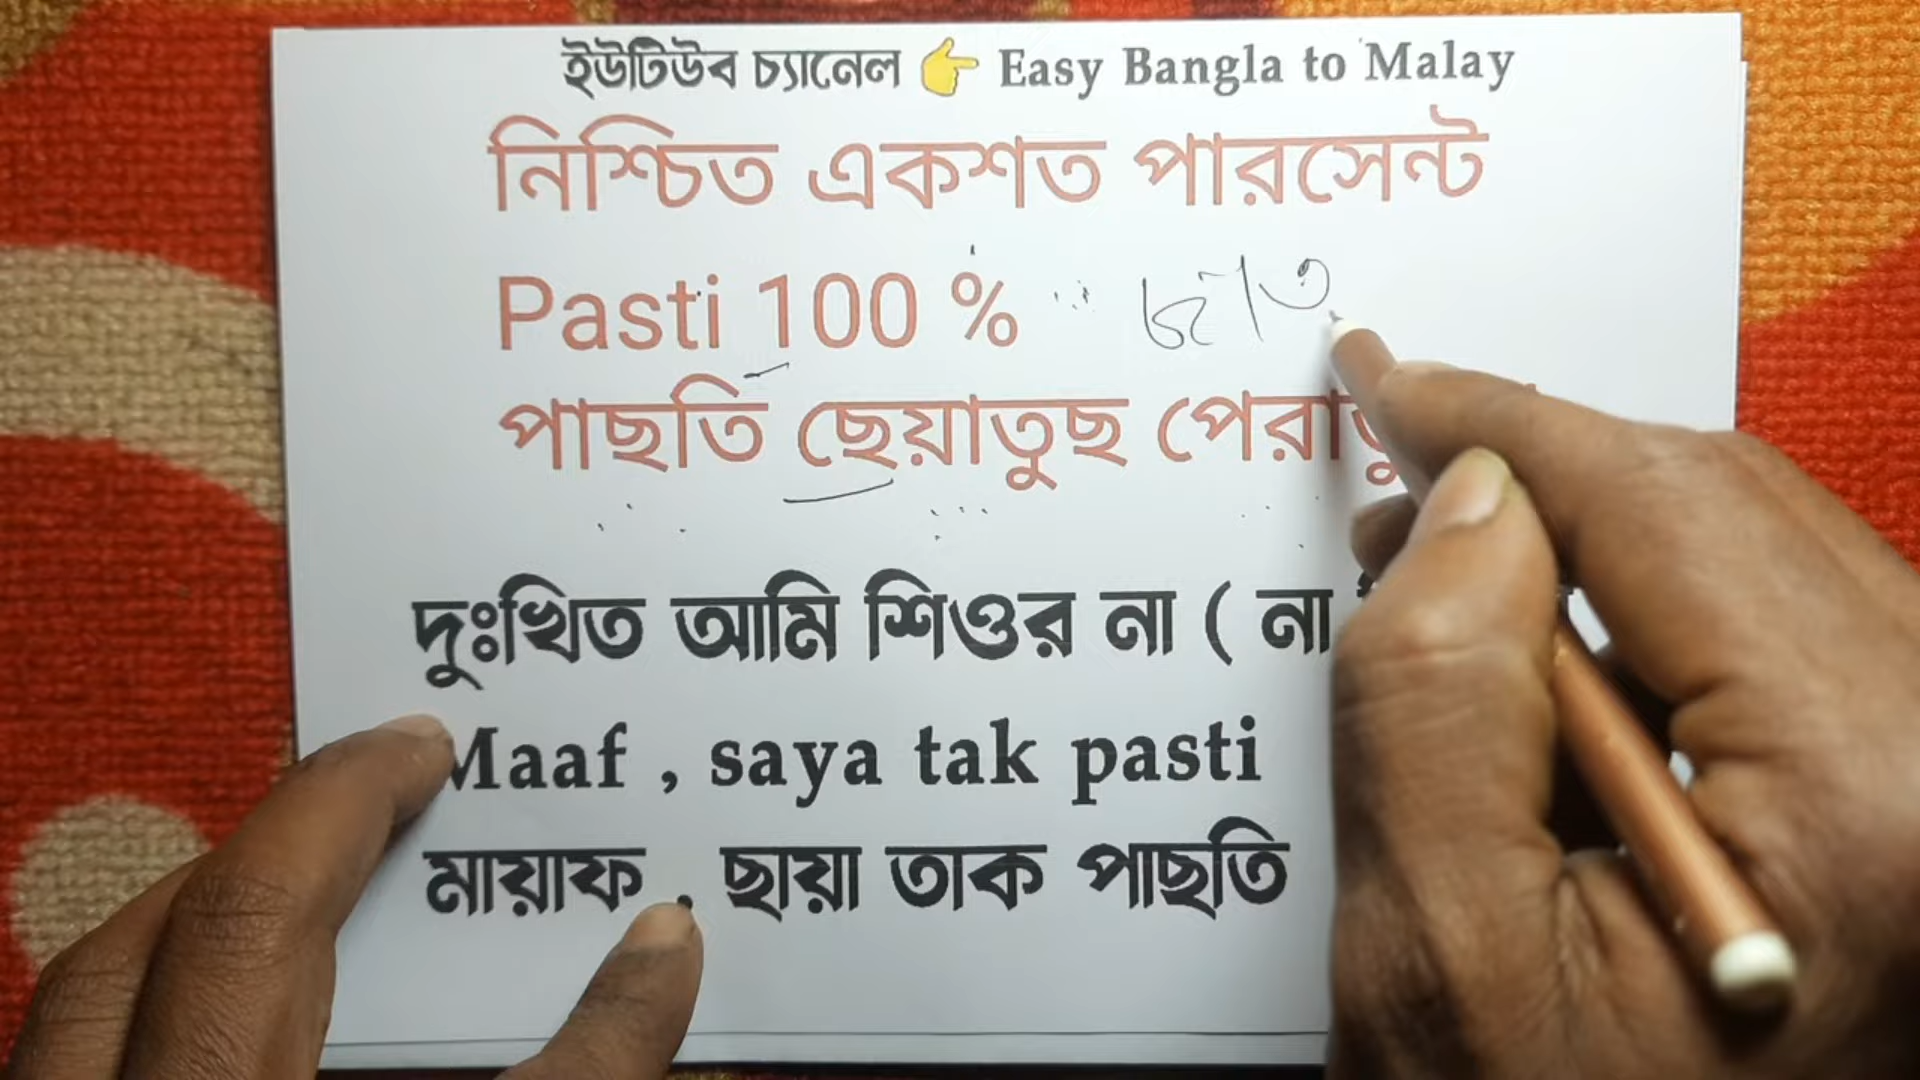 ইউটিউব চ্যানেল 👉 Easy Bangla to Malay
নিশ্চিত একশত পারসেন্ট
Pasti 100 %
পাছতি ছেয়াতুছ
দুঃখিত আমি শিওর না ( না
Maaf , saya tak pasti
মায়াফ , ছায়া তাক পাছতি